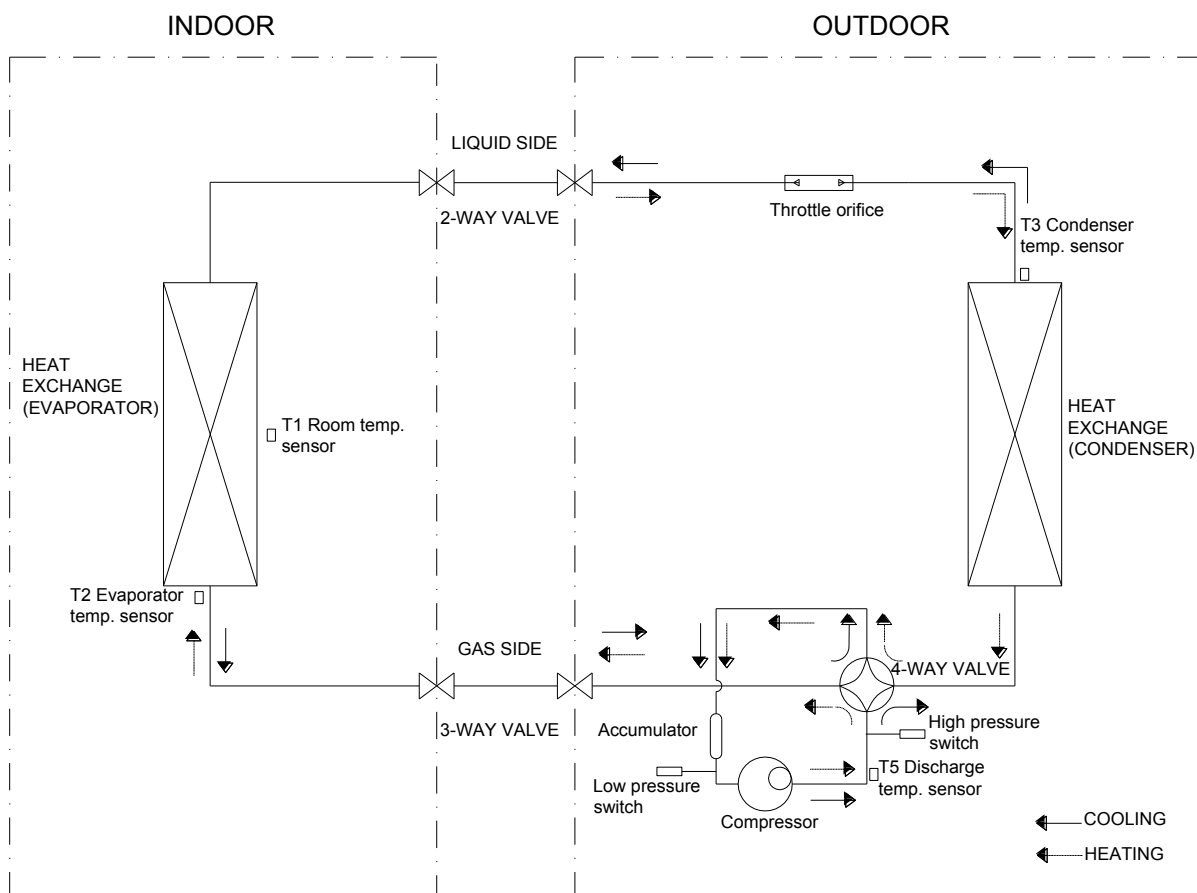 INDOOR
OUTDOOR
LIQUID SIDE
2-WAY VALVE
Throttle orifice
T3 Condenser
temp. sensor
HEAT
EXCHANGE
(EVAPORATOR)
T1 Room temp.
sensor
HEAT
EXCHANGE
(CONDENSER)
T2 Evaporator
temp. sensor
GAS SIDE
3-WAY VALVE
4-WAY VALVE
Accumulator
High pressure
switch
Low pressure
switch
T5 Discharge
temp. sensor
Compressor
COOLING
HEATING